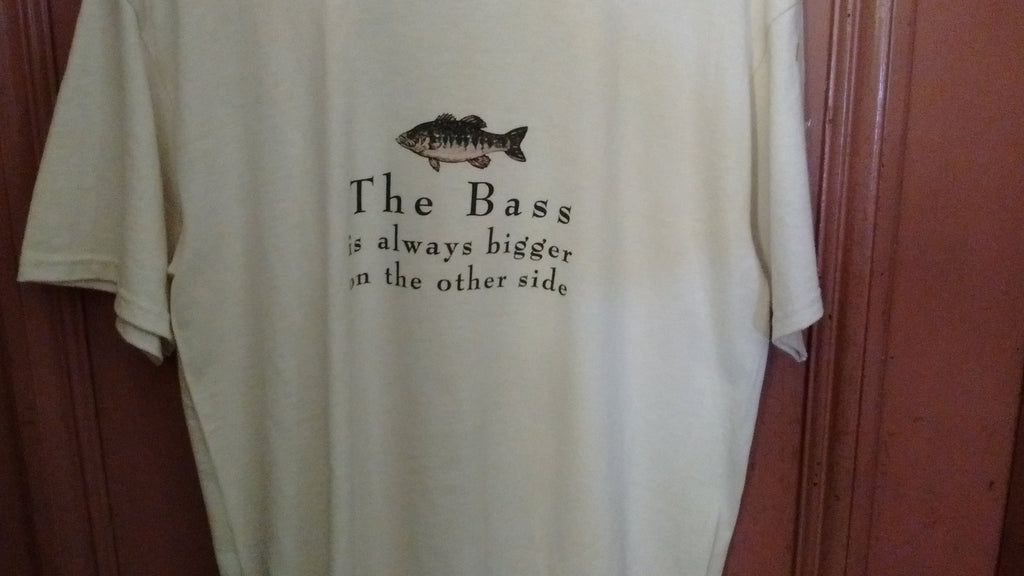 The Bass
is always bigger
on the other side